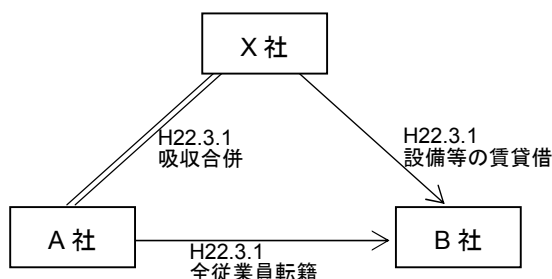 X 社
H22.3.1
吸収合併
H22.3.1
設備等の賃貸借
A 社
B 社
H22.3.1
全従業員転籍